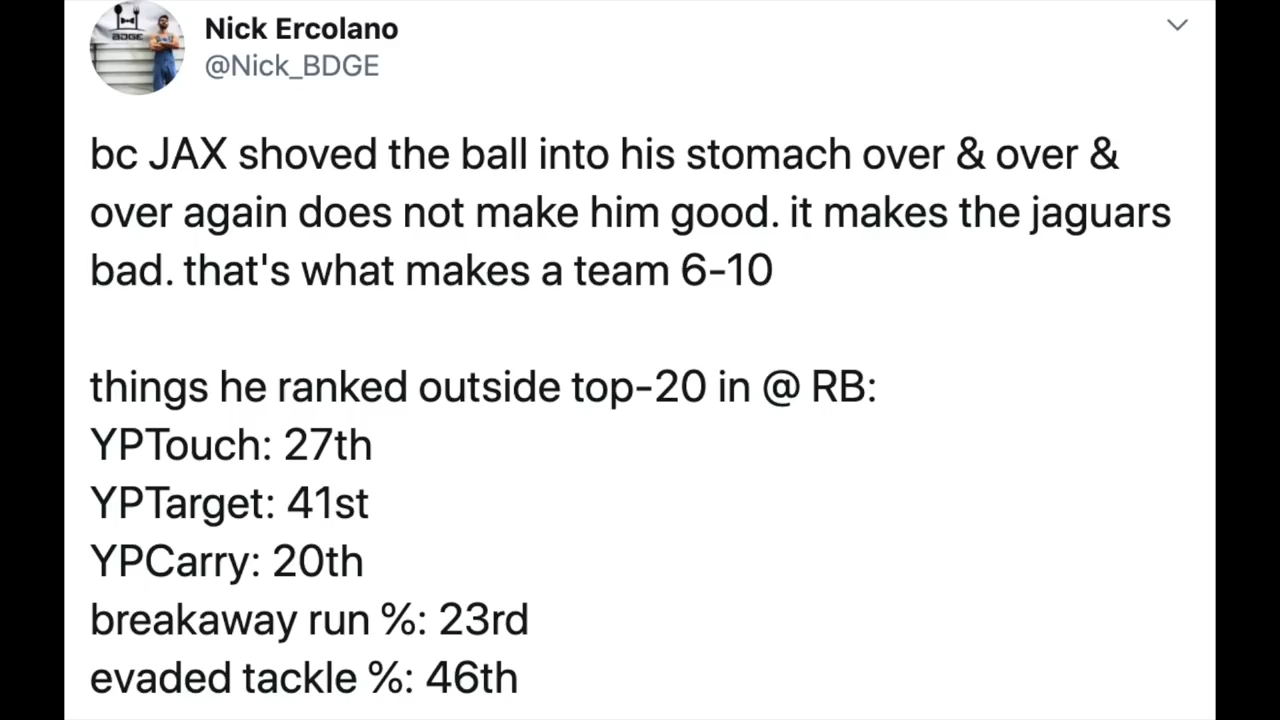 BDGE
Nick Ercolano
@Nick_BDGE
bc JAX shoved the ball into his stomach over & over &
over again does not make him good. it makes the jaguars
bad. that's what makes a team 6-10
things he ranked outside top-20 in @ RB:
YPTouch: 27th
YPTarget: 41st
YPCarry: 20th
breakaway run %: 23rd
evaded tackle %: 46th